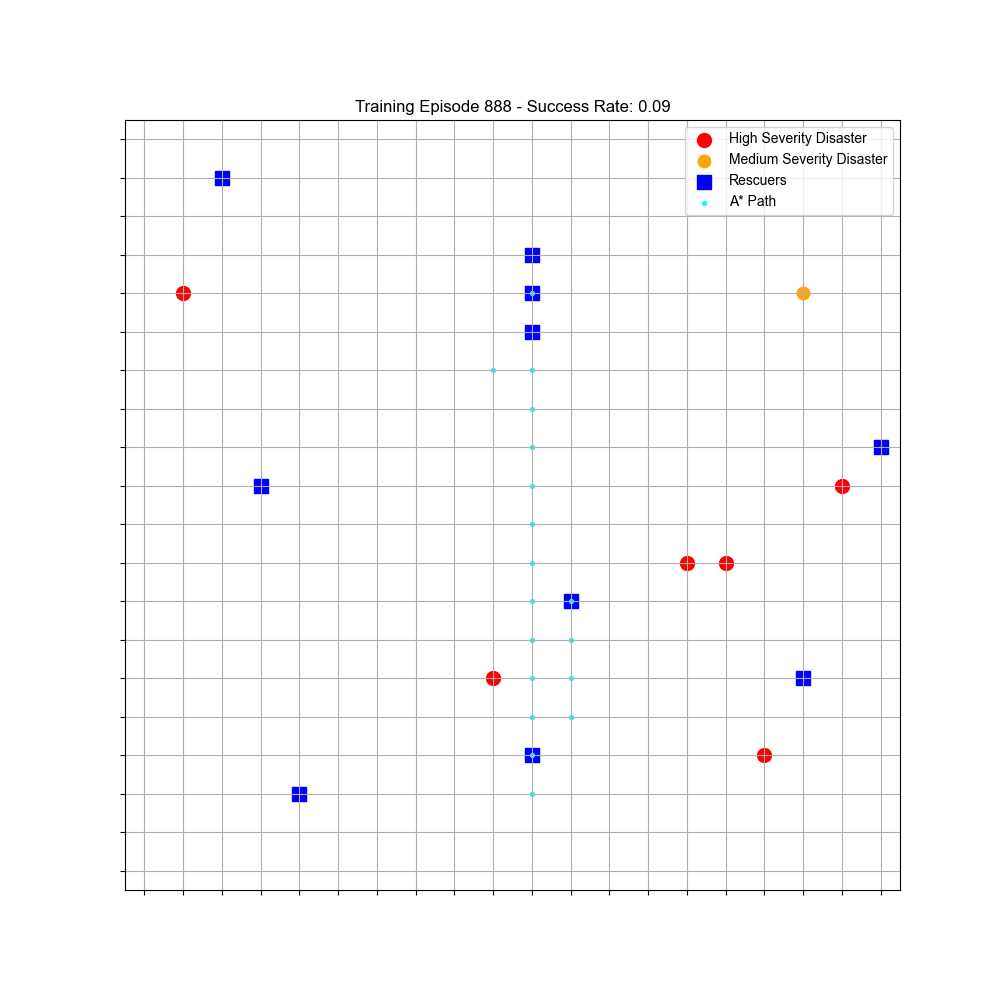 Training Episode 888 - Success Rate: 0.09
High Severity Disaster
Medium Severity Disaster
Rescuers
A* Path